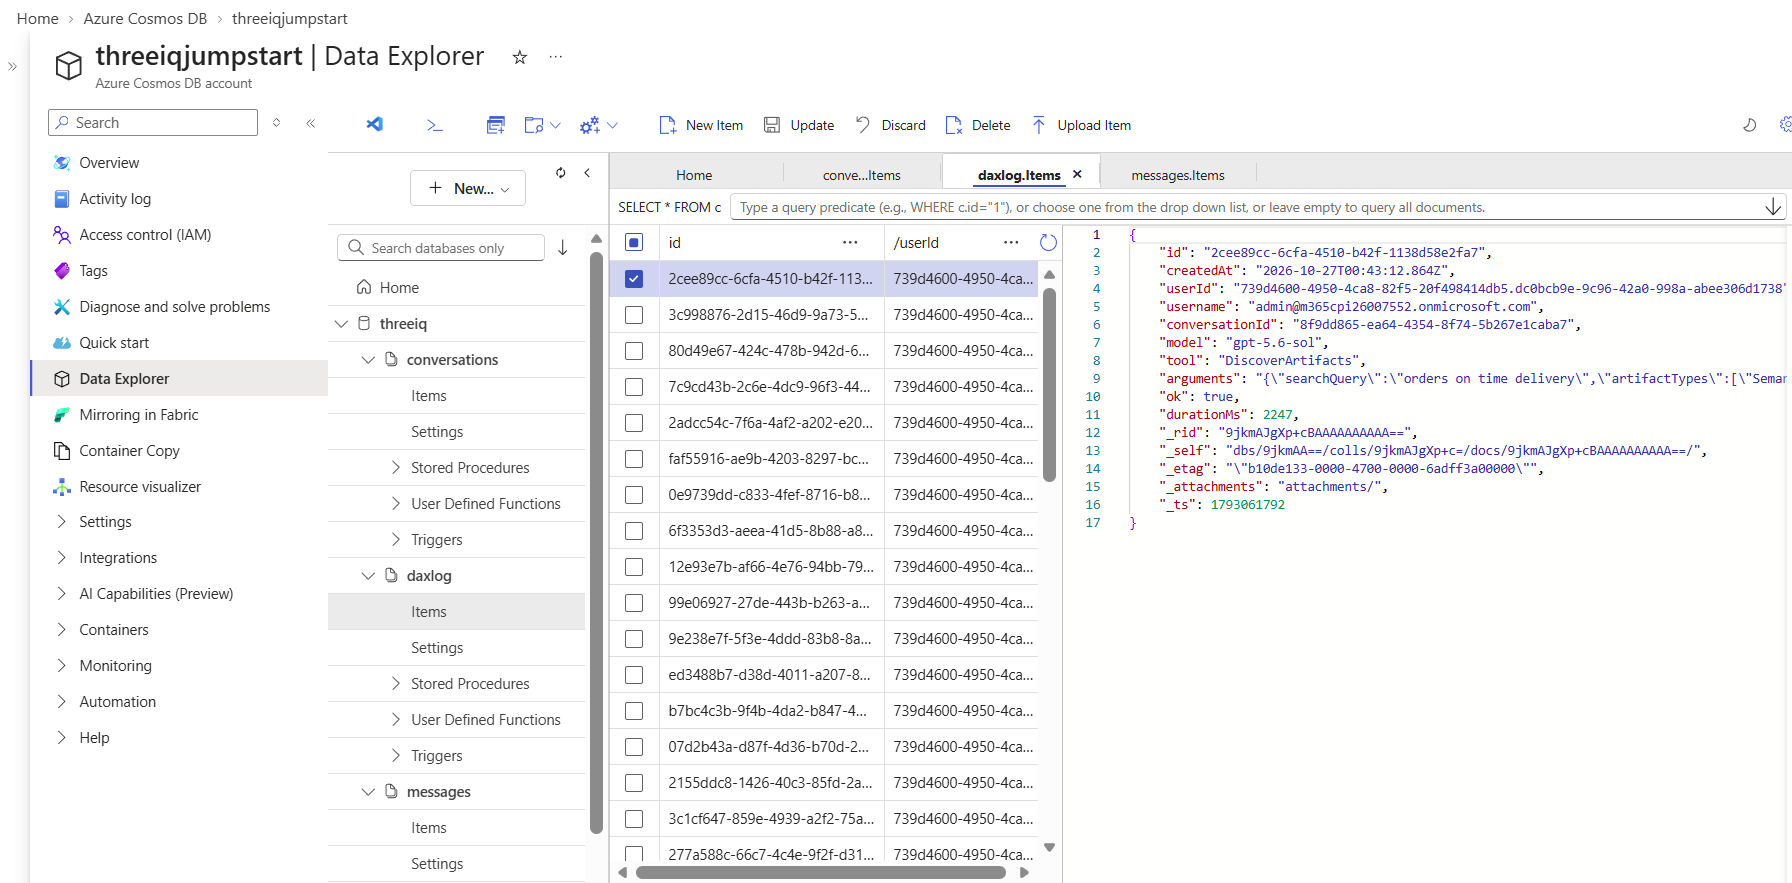 Home > Azure Cosmos DB > threeiqjumpstart
threeiqjumpstart | Data Explorer
Azure Cosmos DB account
Search
Overview
Activity log
Access control (IAM)
Tags
Diagnose and solve problems
Quick start
Data Explorer
Mirroring in Fabric
Container Copy
Resource visualizer
Settings
Integrations
AI Capabilities (Preview)
Containers
Monitoring
Automation
Help
New Item Update Discard Delete Upload Item
New...
Search databases only
Home
threeiq
conversations
Items
Settings
Stored Procedures
User Defined Functions
Triggers
daxlog
Items
Settings
Stored Procedures
User Defined Functions
Triggers
messages
Items
Settings
Home conve...Items daxlog.Items messages.Items
SELECT * FROM c Type a query predicate (e.g., WHERE c.id="1"), or choose one from the drop down list, or leave empty to query all documents.
id /userId
2cee89cc-6cfa-4510-b42f-113... 739d4600-4950-4ca...
3c998876-2d15-46d9-9a73-5... 739d4600-4950-4ca...
80d49e67-424c-478b-942d-6... 739d4600-4950-4ca...
7c9cd43b-2c6e-4dc9-96f3-44... 739d4600-4950-4ca...
2adcc54c-7f6a-4af2-a202-e20... 739d4600-4950-4ca...
faf55916-ae9b-4203-8297-bc... 739d4600-4950-4ca...
0e9739dd-c833-4fef-8716-b8... 739d4600-4950-4ca...
6f3353d3-aeea-41d5-8b88-a8... 739d4600-4950-4ca...
12e93e7b-af66-4e76-94bb-79... 739d4600-4950-4ca...
99e06927-27de-443b-b263-a... 739d4600-4950-4ca...
9e238e7f-5f3e-4ddd-83b8-8a... 739d4600-4950-4ca...
ed3488b7-d38d-4011-a207-8... 739d4600-4950-4ca...
b7bc4c3b-9f4b-4da2-b847-4... 739d4600-4950-4ca...
07d2b43a-d87f-4d36-b70d-2... 739d4600-4950-4ca...
2155ddc8-1426-40c3-85fd-2a... 739d4600-4950-4ca...
3c1cf647-859e-4939-a2f2-75a... 739d4600-4950-4ca...
277a588c-66c7-4c4e-9f2f-d31... 739d4600-4950-4ca...
1 {
2 "id": "2cee89cc-6cfa-4510-b42f-1138d58e2fa7",
3 "createdAt": "2026-10-27T00:43:12.864Z",
4 "userId": "739d4600-4950-4ca8-82f5-20f498414db5.dc0bcb9e-9c96-42a0-998a-abee306d1738"
5 "username": "admin@m365cpi26007552.onmicrosoft.com",
6 "conversationId": "8f9dd865-ea64-4354-8f74-5b267e1caba7",
7 "model": "gpt-5.6-sol",
8 "tool": "DiscoverArtifacts",
9 "arguments": "{\"searchQuery\":\"orders on time delivery\",\"artifactTypes\":[\"Seman
10 "ok": true,
11 "durationMs": 2247,
12 "_rid": "9jkmAJgXp+cBAAAAAAAAAA==",
13 "_self": "dbs/9jkmAA==/colls/9jkmAJgXp+c=/docs/9jkmAJgXp+cBAAAAAAAAAA==/",
14 "_etag": "\"b10de133-0000-4700-0000-6adff3a00000\"",
15 "_attachments": "attachments/",
16 "_ts": 1793061792
17 }